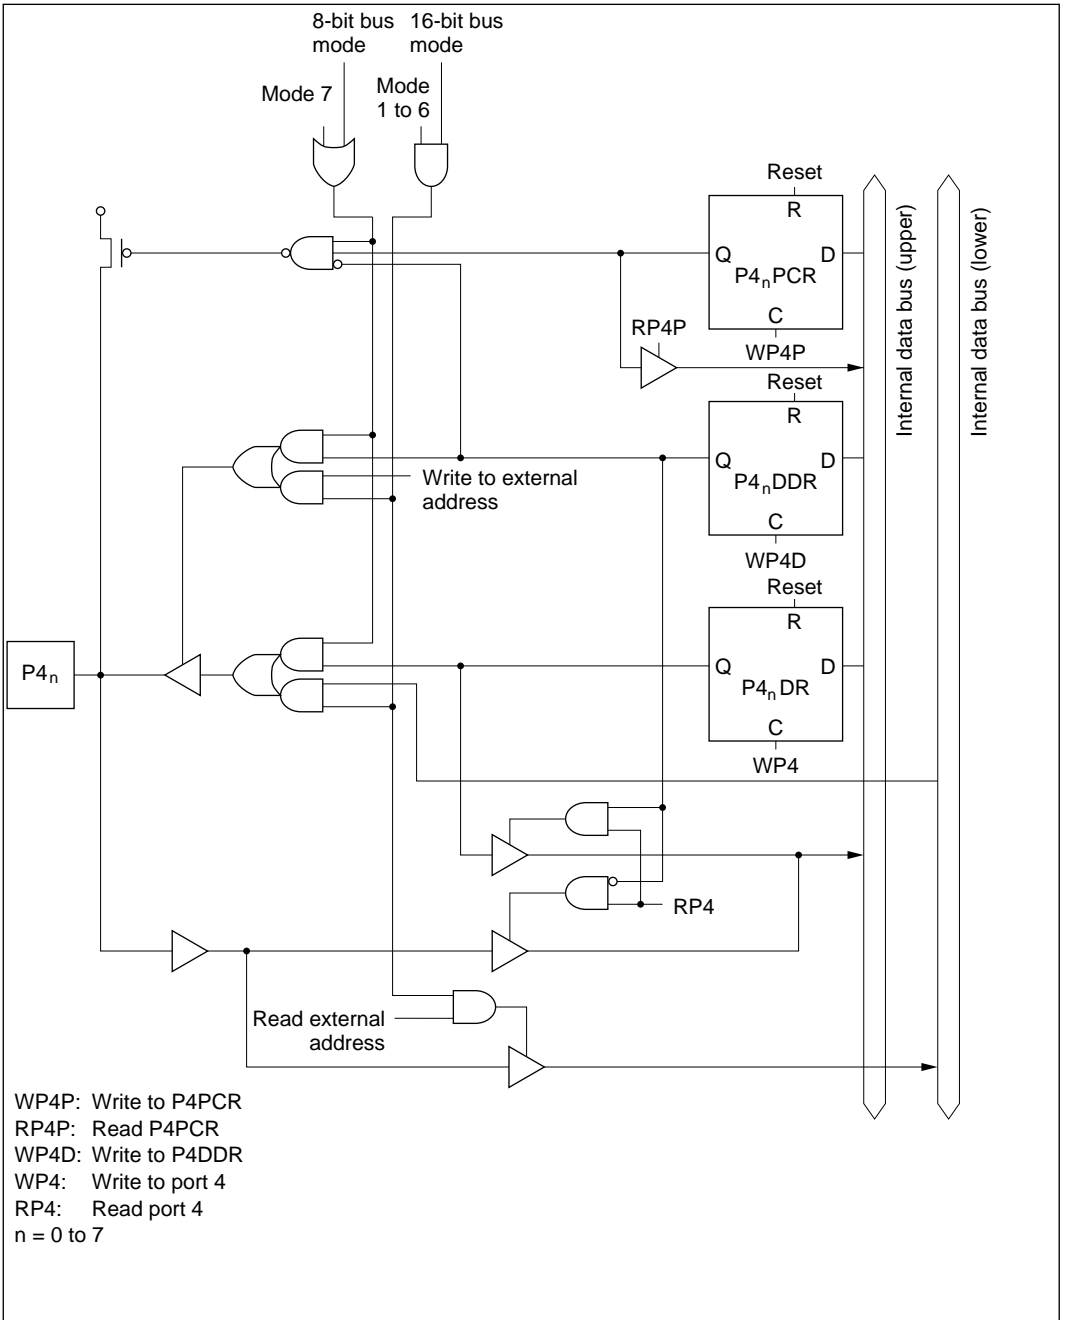 8-bit bus mode
16-bit bus mode
Mode 7
Mode 1 to 6
Reset
R
Q
D
P4nPCR
C
WP4P
RP4P
Reset
R
Q
D
P4nDDR
C
WP4D
Write to external address
Reset
R
Q
D
P4n DR
C
WP4
P4n
RP4
Read external address
Internal data bus (upper)
Internal data bus (lower)
WP4P: Write to P4PCR
RP4P: Read P4PCR
WP4D: Write to P4DDR
WP4: Write to port 4
RP4: Read port 4
n = 0 to 7